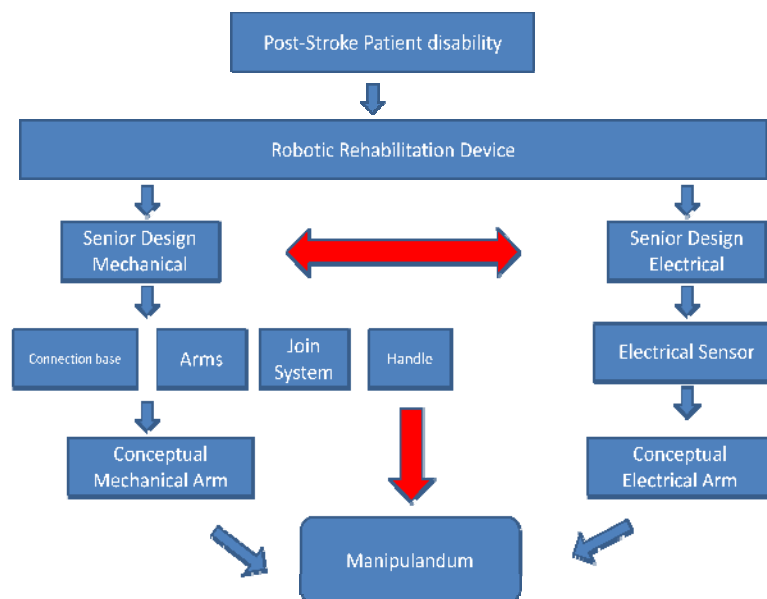 Post-Stroke Patient disability
Robotic Rehabilitation Device
Senior Design
Mechanical
Senior Design
Electrical
Connection base
Arms
Join
System
Handle
Electrical Sensor
Conceptual
Mechanical Arm
Conceptual
Electrical Arm
Manipulandum